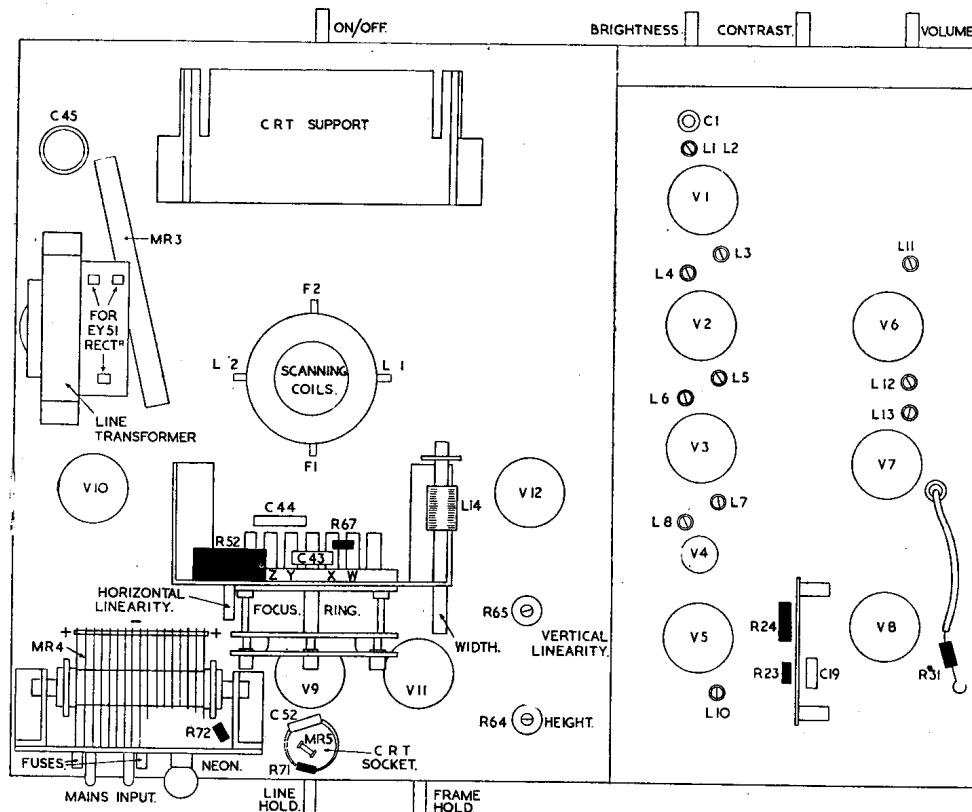 ON/OFF.
BRIGHTNESS.
CONTRAST.
VOLUME
C45
CRT SUPPORT
C1
L1 L2
V1
MR3
L3
L11
L4
F2
FOR
EY51
RECTR
V2
V6
L 2
SCANNING
COILS.
L 1
L5
L12
L6
LINE
TRANSFORMER
L13
F1
V3
V7
V10
V12
C44
L14
L7
R67
L8
R52
C43
V4
Z Y X W
HORIZONTAL
LINEARITY.
FOCUS. RING.
R65
+ - +
MR4
WIDTH.
VERTICAL
LINEARITY.
V5
R24
V8
R23
C19
R31
V9
V11
L10
C52
R64
HEIGHT.
R72
MR5
CRT
SOCKET.
FUSES
NEON.
R71
MAINS INPUT.
LINE
HOLD.
FRAME
HOLD